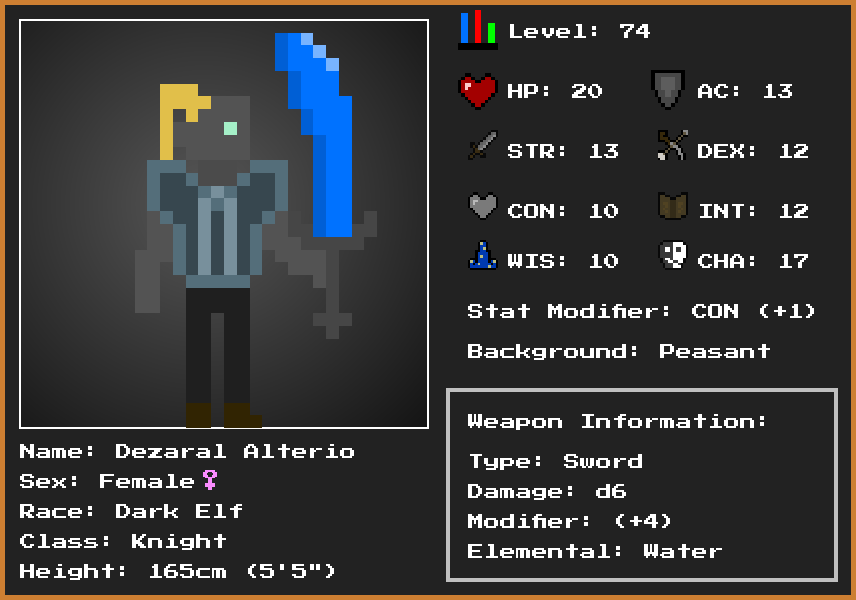 Level: 74
HP: 20 AC: 13
STR: 13 DEX: 12
CON: 10 INT: 12
WIS: 10 CHA: 17
Stat Modifier: CON (+1)
Background: Peasant
Weapon Information:
Type: Sword
Damage: d6
Modifier: (+4)
Elemental: Water
Name: Dezaral Alterio
Sex: Female♀
Race: Dark Elf
Class: Knight
Height: 165cm (5'5")